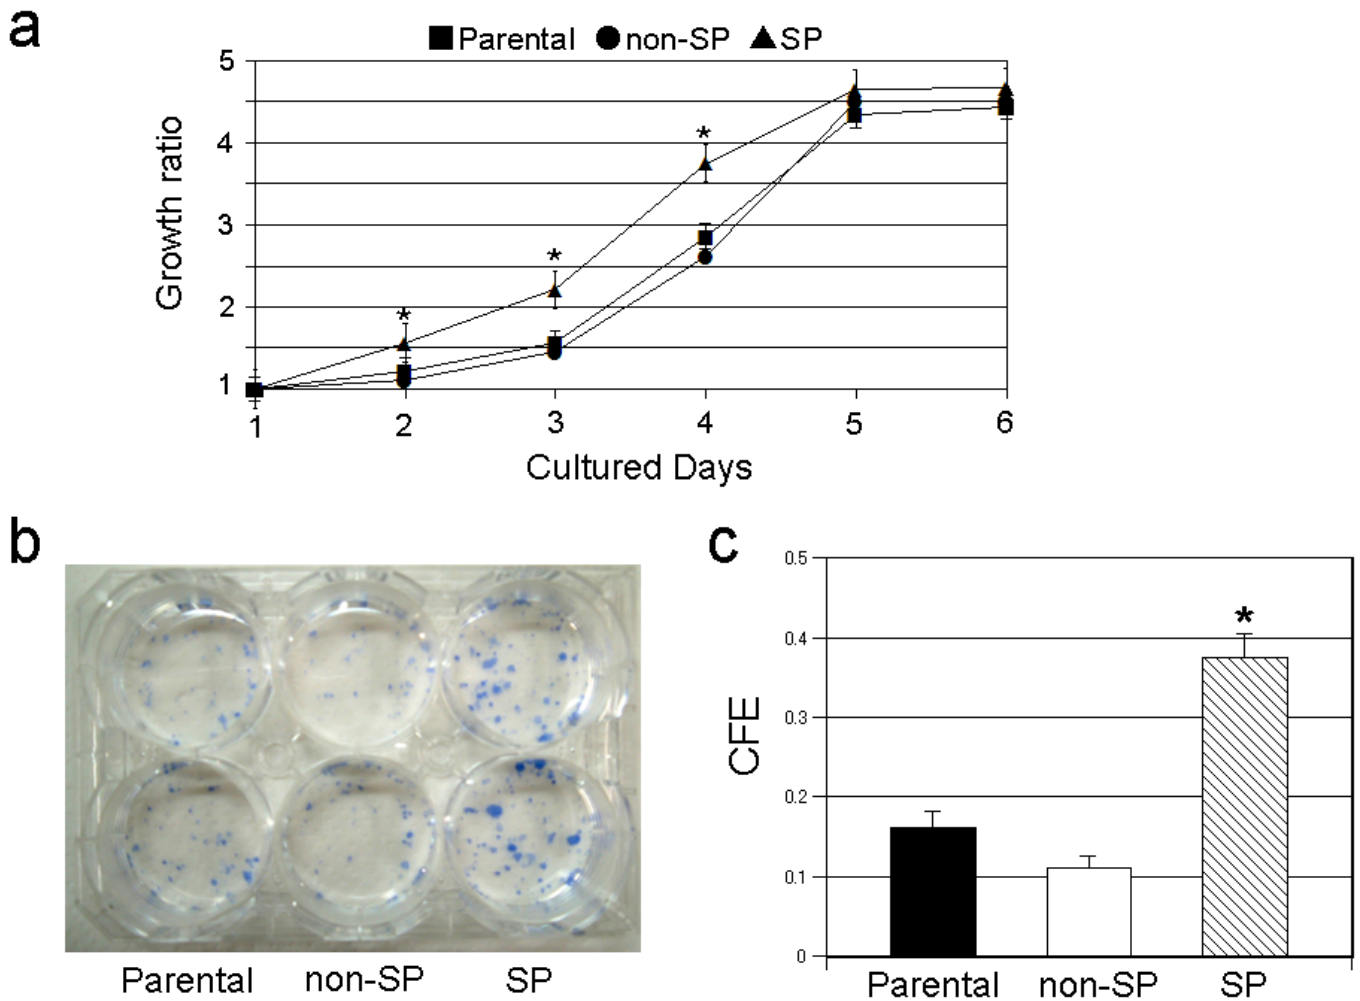 a
Parental non-SP SP
5
4
3
2
1
Growth ratio
* * *
1 2 3 4 5 6
Cultured Days
b
Parental non-SP SP
c
0.5
0.4
0.3
0.2
0.1
0
CFE
*
Parental non-SP SP